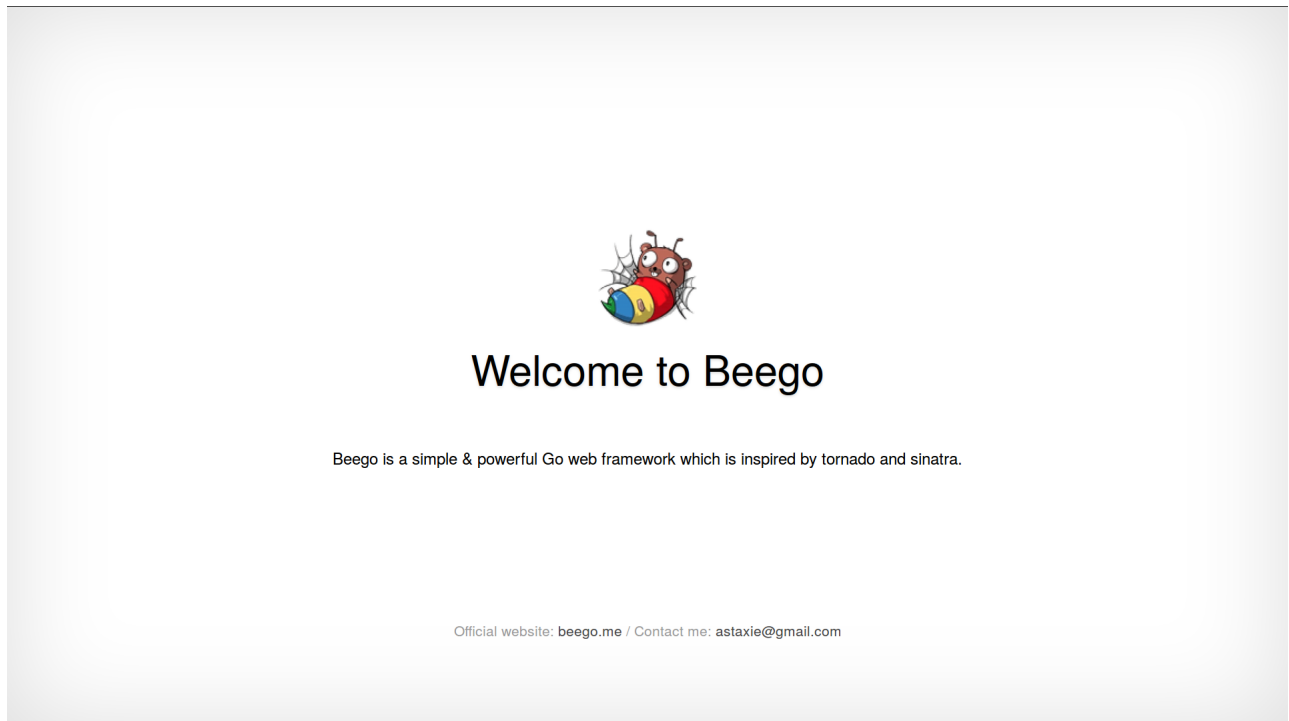 Welcome to Beego
Beego is a simple & powerful Go web framework which is inspired by tornado and sinatra.
Official website: beego.me / Contact me: astaxie@gmail.com